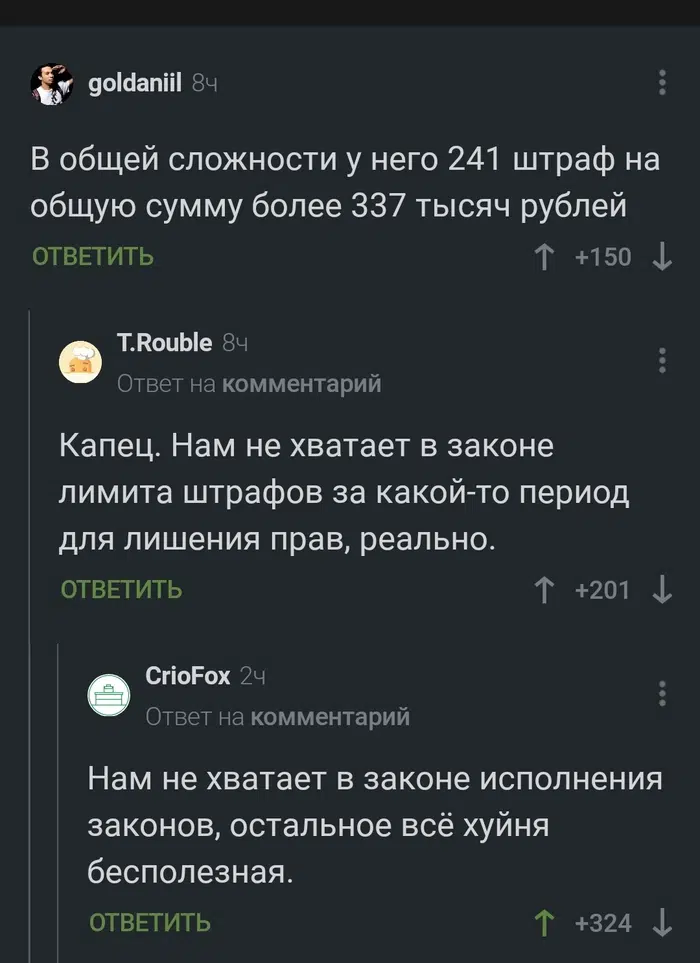 goldaniil 8ч
В общей сложности у него 241 штраф на
общую сумму более 337 тысяч рублей
ОТВЕТИТЬ +150
T.Rouble 8ч
Ответ на комментарий
Капец. Нам не хватает в законе
лимита штрафов за какой-то период
для лишения прав, реально.
ОТВЕТИТЬ +201
CrioFox 2ч
Ответ на комментарий
Нам не хватает в законе исполнения
законов, остальное всё хуйня
бесполезная.
ОТВЕТИТЬ +324